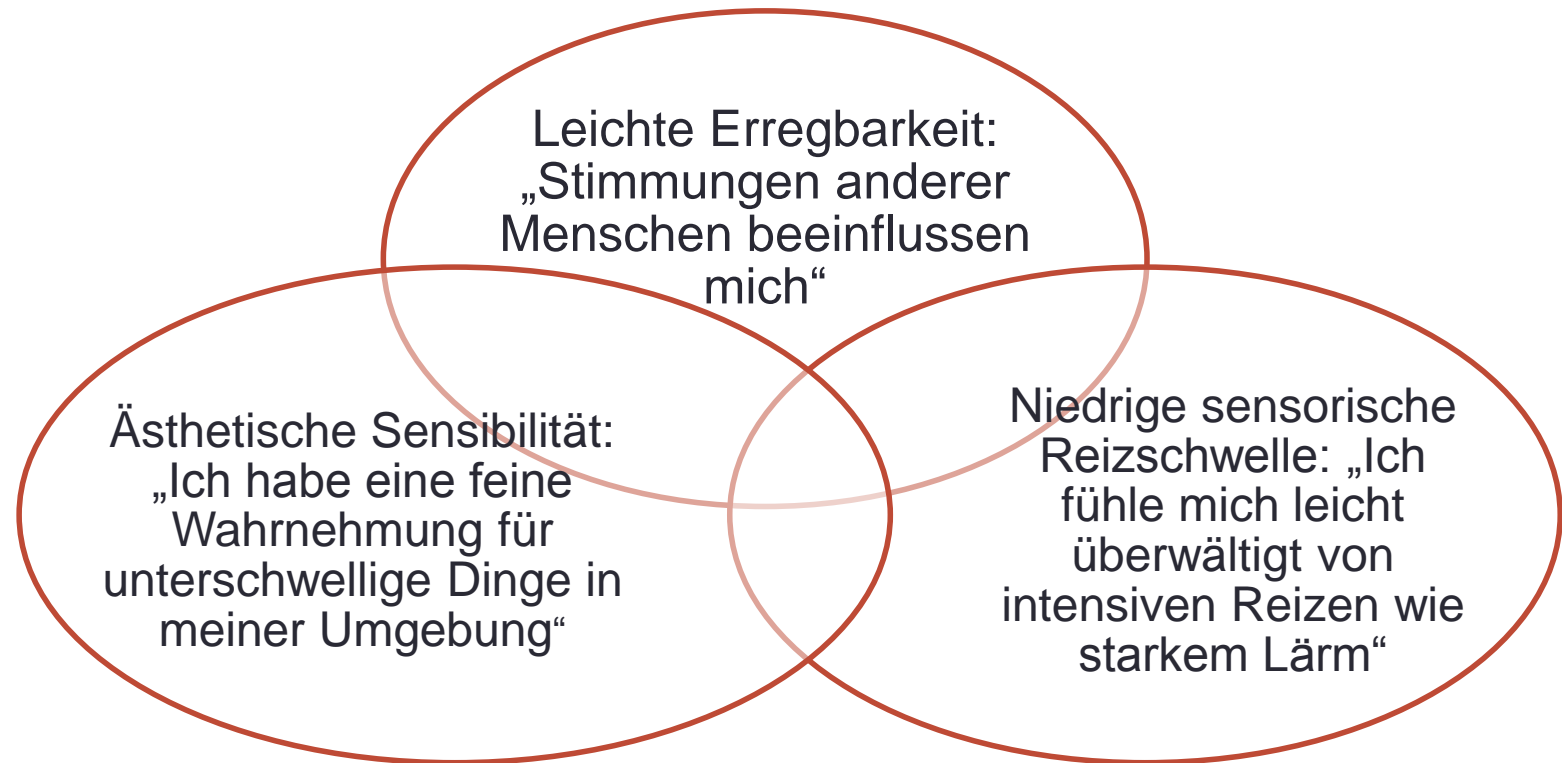 Leichte Erregbarkeit:
„Stimmungen anderer
Menschen beeinflussen
mich“
Ästhetische Sensibilität:
„Ich habe eine feine
Wahrnehmung für
unterschwellige Dinge in
meiner Umgebung“
Niedrige sensorische
Reizschwelle: „Ich
fühle mich leicht
überwältigt von
intensiven Reizen wie
starkem Lärm“